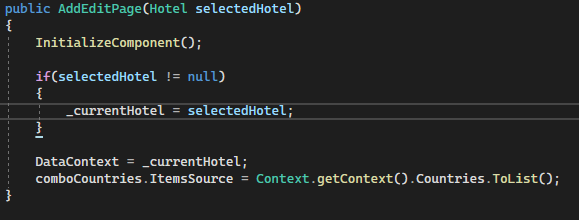 public AddEditPage(Hotel selectedHotel)
{
InitializeComponent();
if(selectedHotel != null)
{
_currentHotel = selectedHotel;
}
DataContext = _currentHotel;
comboCountries.ItemsSource = Context.getContext().Countries.ToList();
}